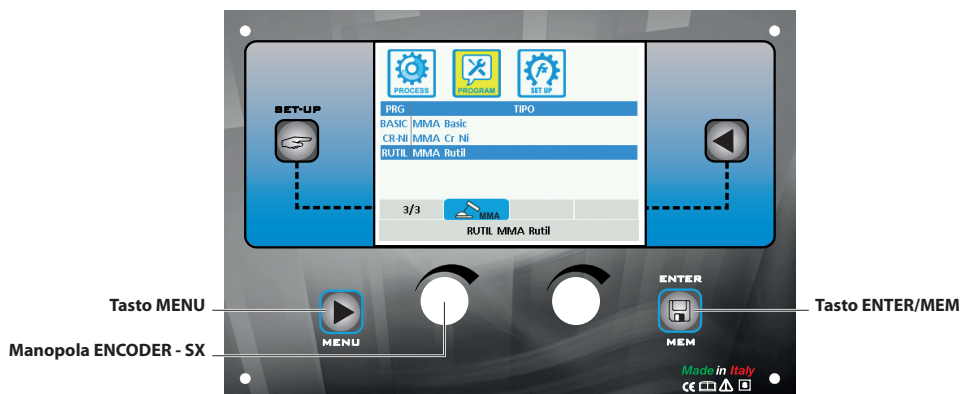 PROCESS
PROGRAM
fx
SET UP
PRG TIPO
BASIC MMA Basic
CR-NI MMA Cr Ni
RUTIL MMA Rutil
3/3 MMA
RUTIL MMA Rutil
SET-UP
ENTER
MENU
MEM
Tasto MENU
Tasto ENTER/MEM
Manopola ENCODER - SX
Made in Italy
CE